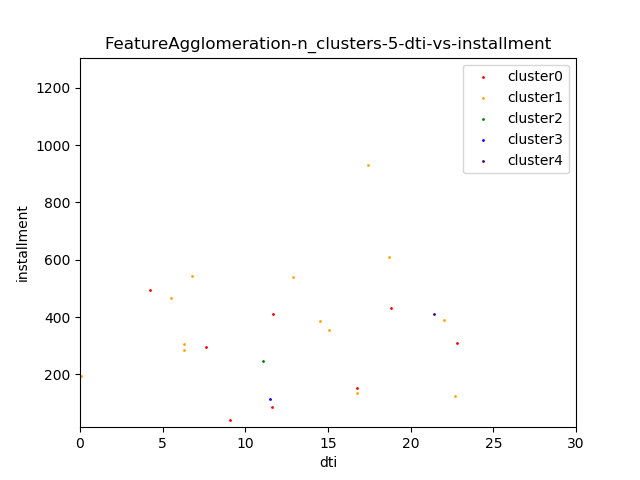 FeatureAgglomeration-n_clusters-5-dti-vs-installment
cluster0
cluster1
cluster2
cluster3
cluster4
1200
1000
800
600
400
200
installment
0 5 10 15 20 25 30
dti